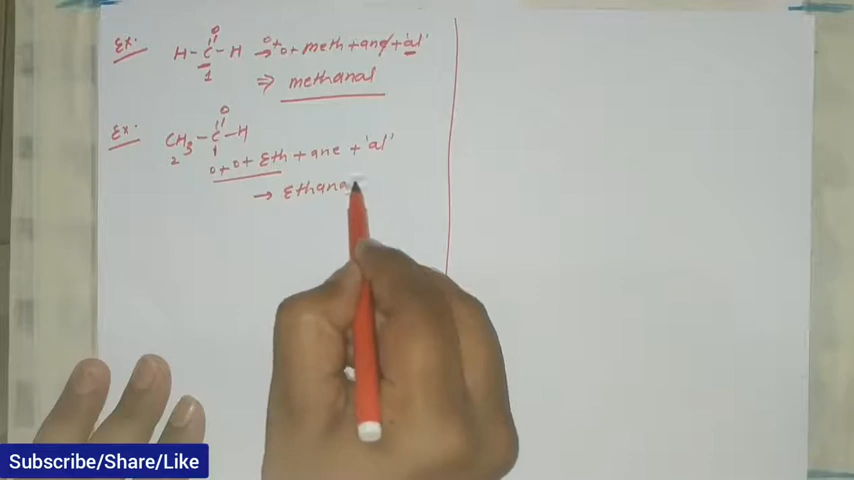 Ex.
O
H-C-H → 0+0+meth+ane+'al'
1
⇒ methanal
Ex.
O
CH3-C-H
2 1
0+0+Eth+ane+'al'
→ Ethana
Subscribe/Share/Like